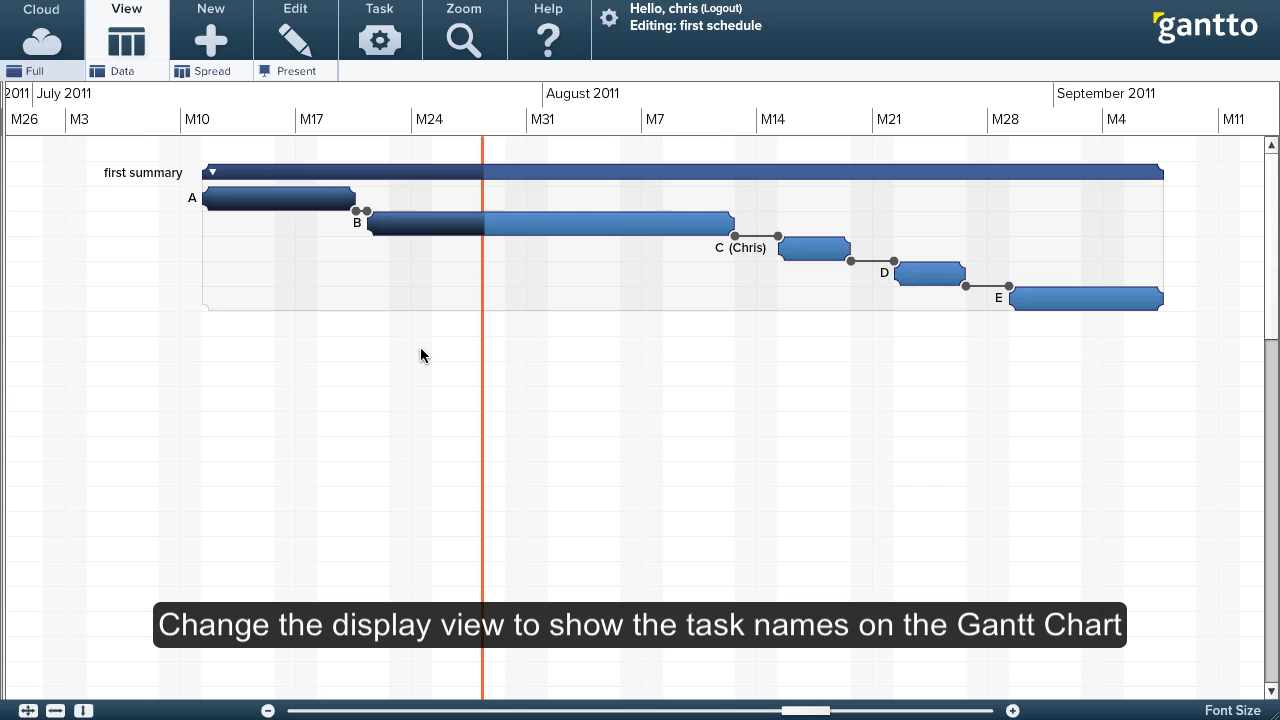 Cloud View New Edit Task Zoom Help
Hello, chris (Logout)
Editing: first schedule
gantto
Full Data Spread Present
2011 July 2011 August 2011 September 2011
M26 M3 M10 M17 M24 M31 M7 M14 M21 M28 M4 M11
first summary
A
B
C (Chris)
D
E
Change the display view to show the task names on the Gantt Chart
Font Size